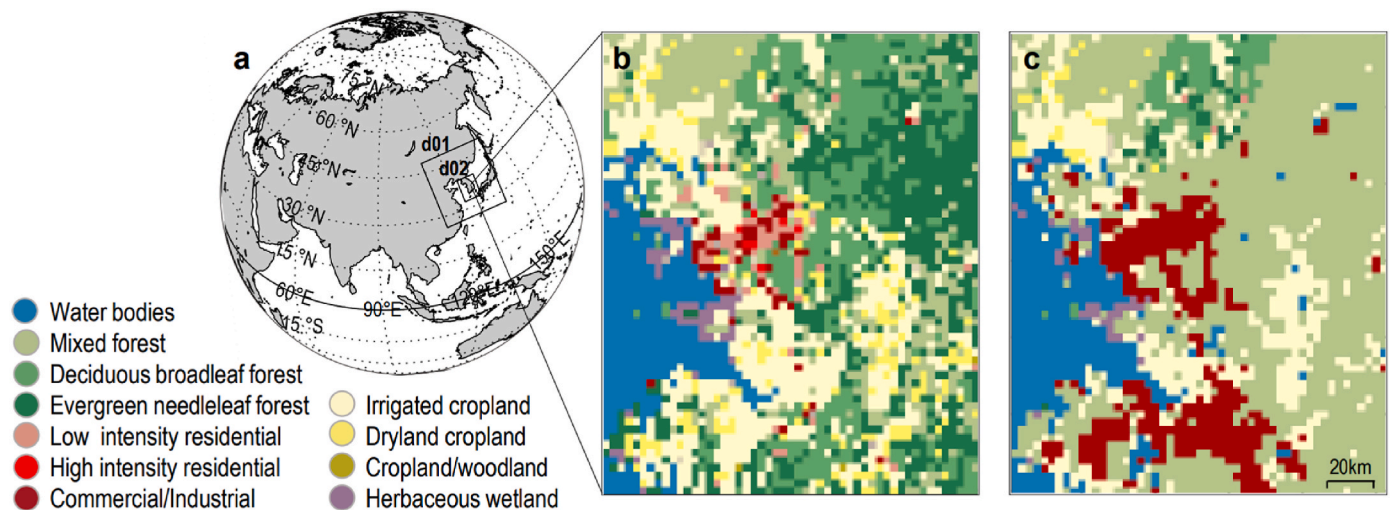 a
b
c
75 °N
60 °N
45 °N
30 °N
15 °N
15 °S
60°E
90°E
150°E
d01
d02
Water bodies
Mixed forest
Deciduous broadleaf forest
Evergreen needleleaf forest
Low intensity residential
High intensity residential
Commercial/Industrial
Irrigated cropland
Dryland cropland
Cropland/woodland
Herbaceous wetland
20km